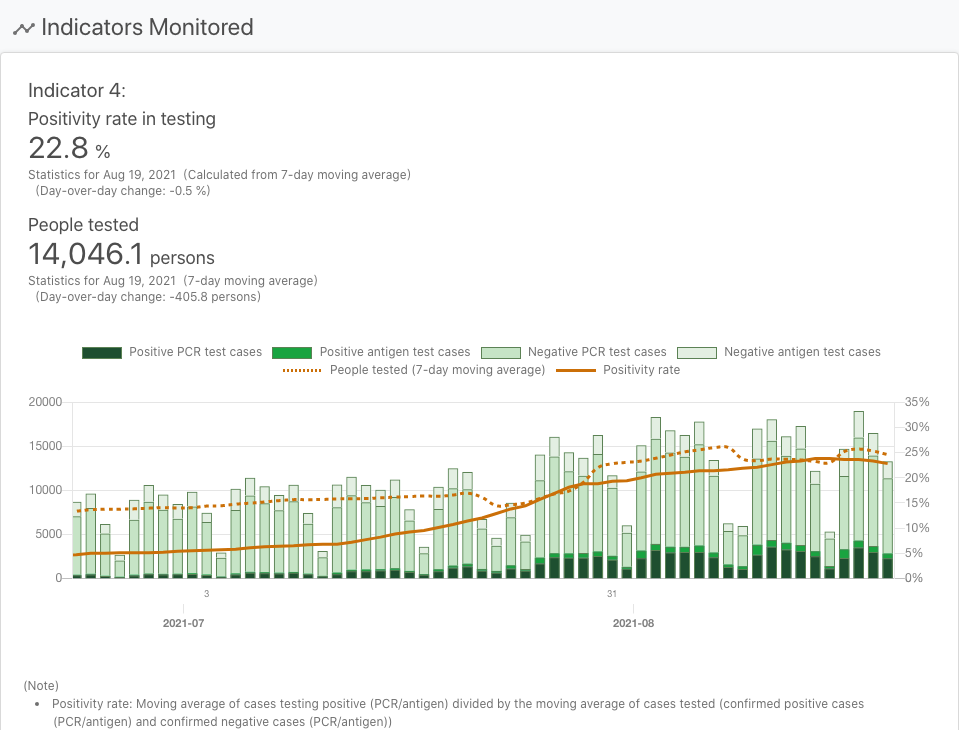 Indicators Monitored
Indicator 4:
Positivity rate in testing
22.8 %
Statistics for Aug 19, 2021 (Calculated from 7-day moving average)
(Day-over-day change: -0.5 %)
People tested
14,046.1 persons
Statistics for Aug 19, 2021 (7-day moving average)
(Day-over-day change: -405.8 persons)
Positive PCR test cases Positive antigen test cases Negative PCR test cases Negative antigen test cases
People tested (7-day moving average) Positivity rate
20000 35%
30%
15000 25%
10000 20%
15%
5000 10%
5%
0 0%
3 31
2021-07 2021-08
(Note)
• Positivity rate: Moving average of cases testing positive (PCR/antigen) divided by the moving average of cases tested (confirmed positive cases
(PCR/antigen) and confirmed negative cases (PCR/antigen))